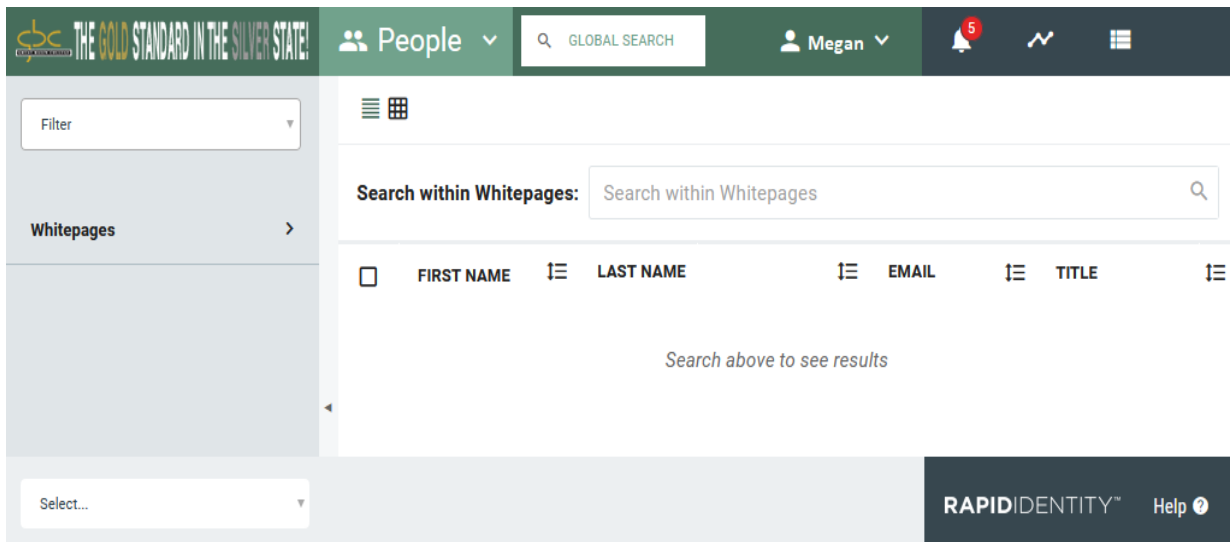 THE GOLD STANDARD IN THE SILVER STATE!
People
GLOBAL SEARCH
Megan
5
Filter
Whitepages
Search within Whitepages: Search within Whitepages
FIRST NAME LAST NAME EMAIL TITLE
Search above to see results
Select...
RAPIDIDENTITY™
Help ?